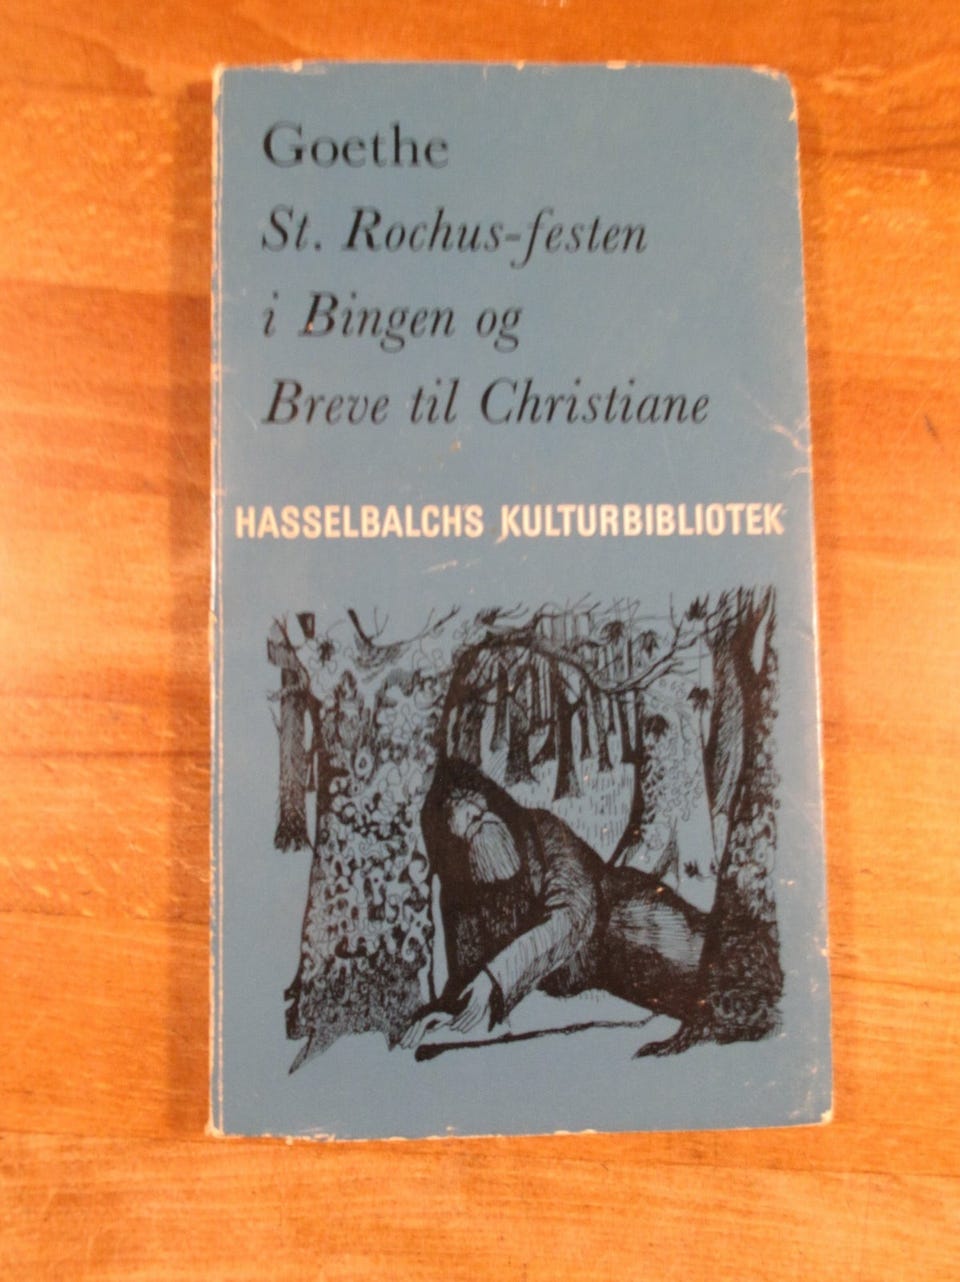 Goethe
St. Rochus-festen
i Bingen og
Breve til Christiane
HASSELBALCHS KULTURBIBLIOTEK